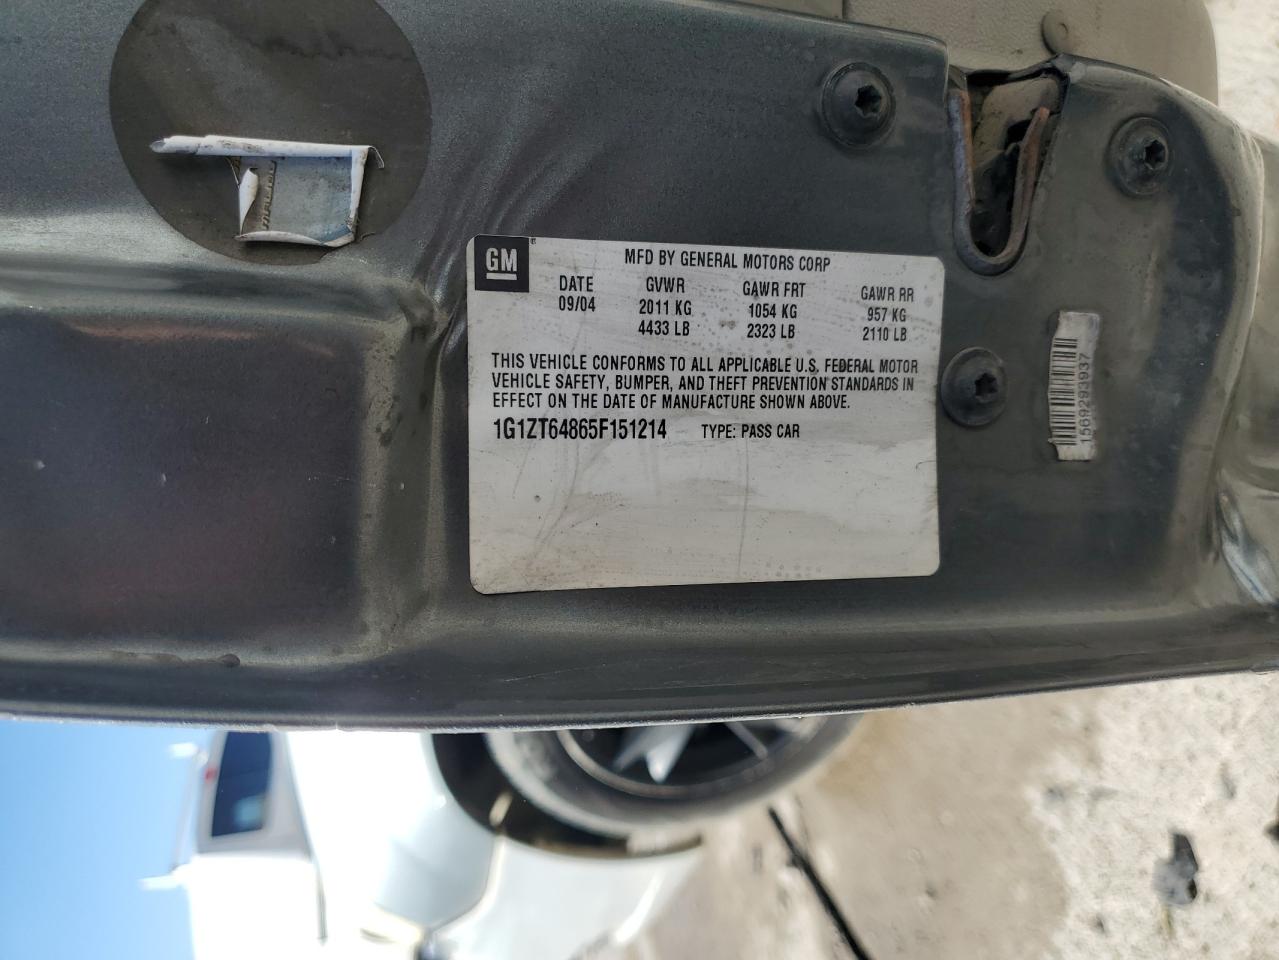 GM
MFD BY GENERAL MOTORS CORP
DATE GVWR GAWR FRT GAWR RR
09/04 2011 KG 1054 KG 957 KG
4433 LB 2323 LB 2110 LB
THIS VEHICLE CONFORMS TO ALL APPLICABLE U.S. FEDERAL MOTOR
VEHICLE SAFETY, BUMPER, AND THEFT PREVENTION STANDARDS IN
EFFECT ON THE DATE OF MANUFACTURE SHOWN ABOVE.
1G1ZT64865F151214 TYPE: PASS CAR
1569293937